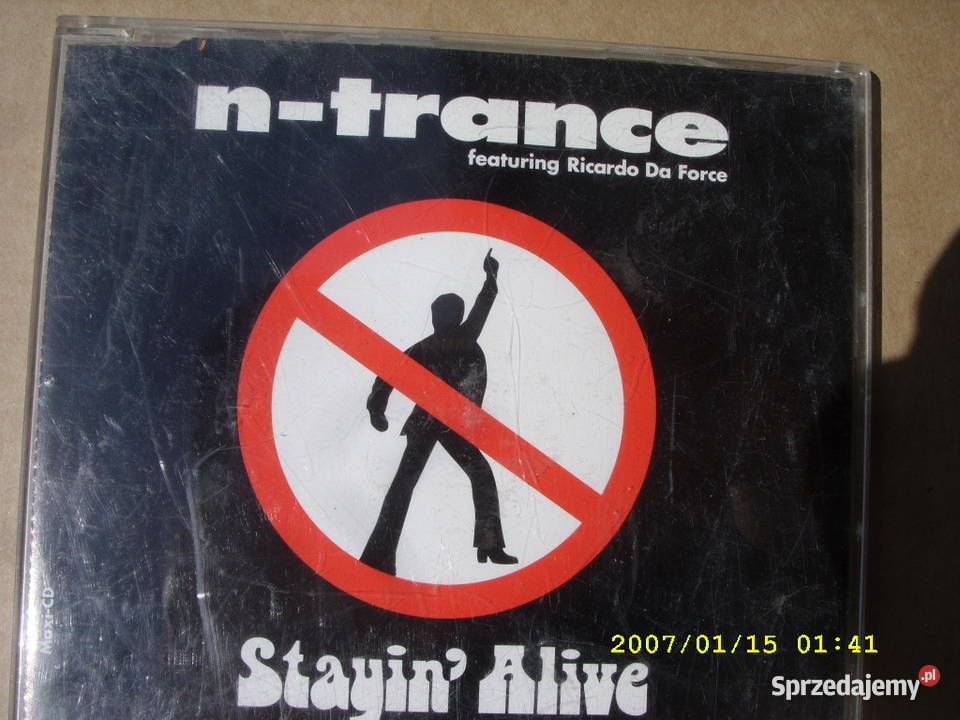 n-trance
featuring Ricardo Da Force
Maxi-CD
Stayin' Alive
2007/01/15 01:41
Sprzedajemy.pl